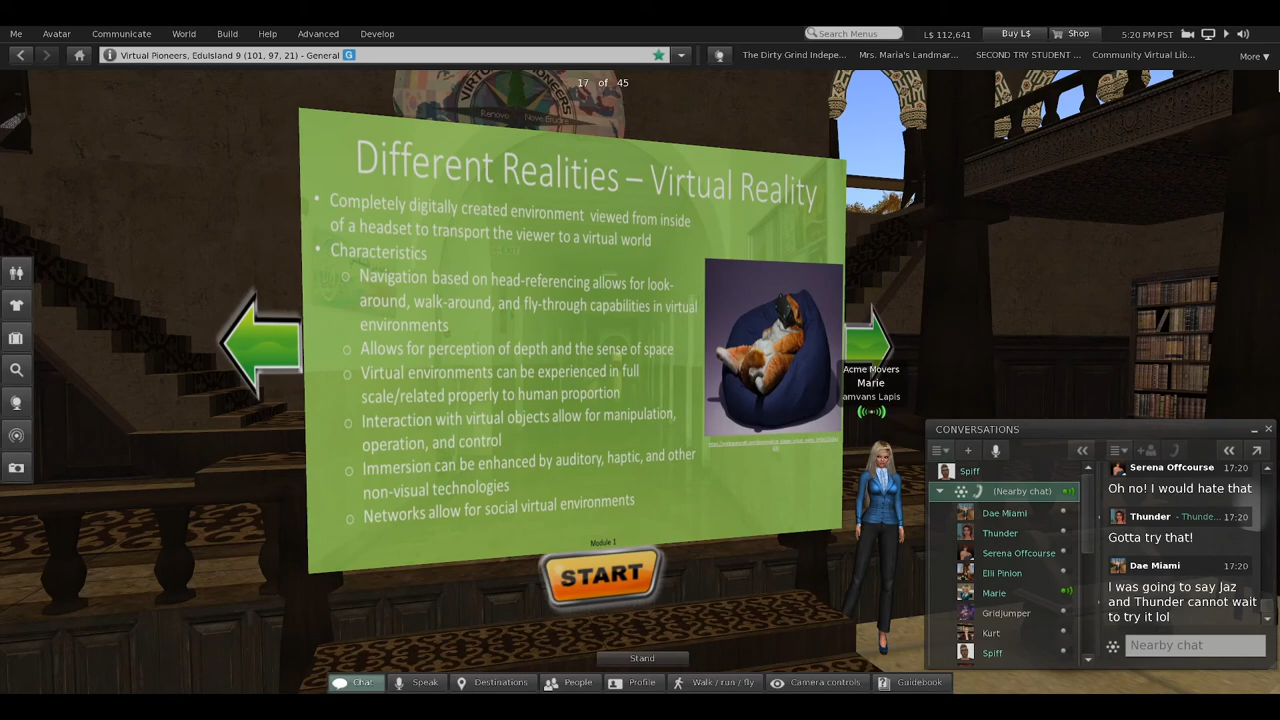 Me Avatar Communicate World Build Help Advanced Develop
Search Menus
L$ 112,641 Buy L$ Shop 5:20 PM PST
Virtual Pioneers, EduIsland 9 (101, 97, 21) - General G
The Dirty Grind Indepe... Mrs. Maria's Landmar... SECOND TRY STUDENT ... Community Virtual Lib...
More
17 of 45
VIRTUAL PIONEERS
Renovo Nove Erudre
Different Realities – Virtual Reality
• Completely digitally created environment viewed from inside
of a headset to transport the viewer to a virtual world
• Characteristics
o Navigation based on head-referencing allows for look-
around, walk-around, and fly-through capabilities in virtual
environments
o Allows for perception of depth and the sense of space
o Virtual environments can be experienced in full
scale/related properly to human proportion
o Interaction with virtual objects allow for manipulation,
operation, and control
o Immersion can be enhanced by auditory, haptic, and other
non-visual technologies
o Networks allow for social virtual environments
Module 1
START
Acme Movers
Marie
amvans Lapis
CONVERSATIONS
Spiff
(Nearby chat)
Dae Miami
Thunder
Serena Offcourse
Elli Pinion
Marie
Gridjumper
Kurt
Spiff
Serena Offcourse 17:20
Oh no! I would hate that
Thunder - Thunde... 17:20
Gotta try that!
Dae Miami 17:20
I was going to say Jaz
and Thunder cannot wait
to try it lol
Nearby chat
Stand
Chat Speak Destinations People Profile Walk / run / fly Camera controls Guidebook